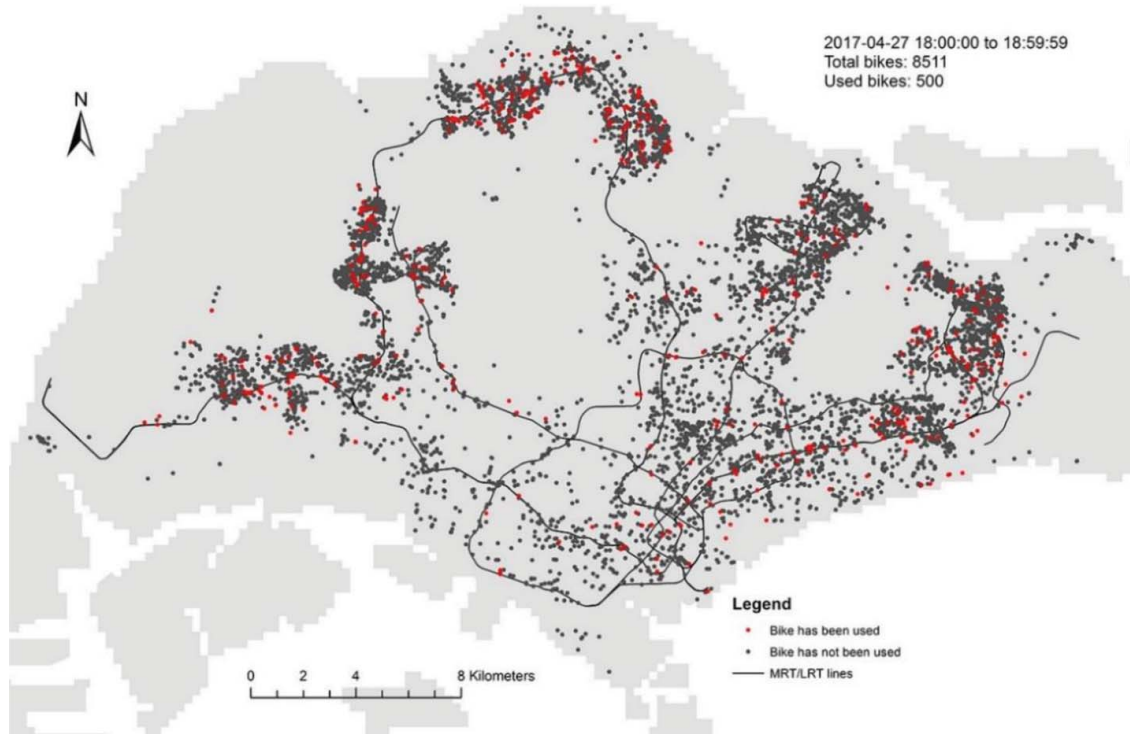 2017-04-27 18:00:00 to 18:59:59
Total bikes: 8511
Used bikes: 500
N
Legend
Bike has been used
Bike has not been used
MRT/LRT lines
0 2 4 8 Kilometers